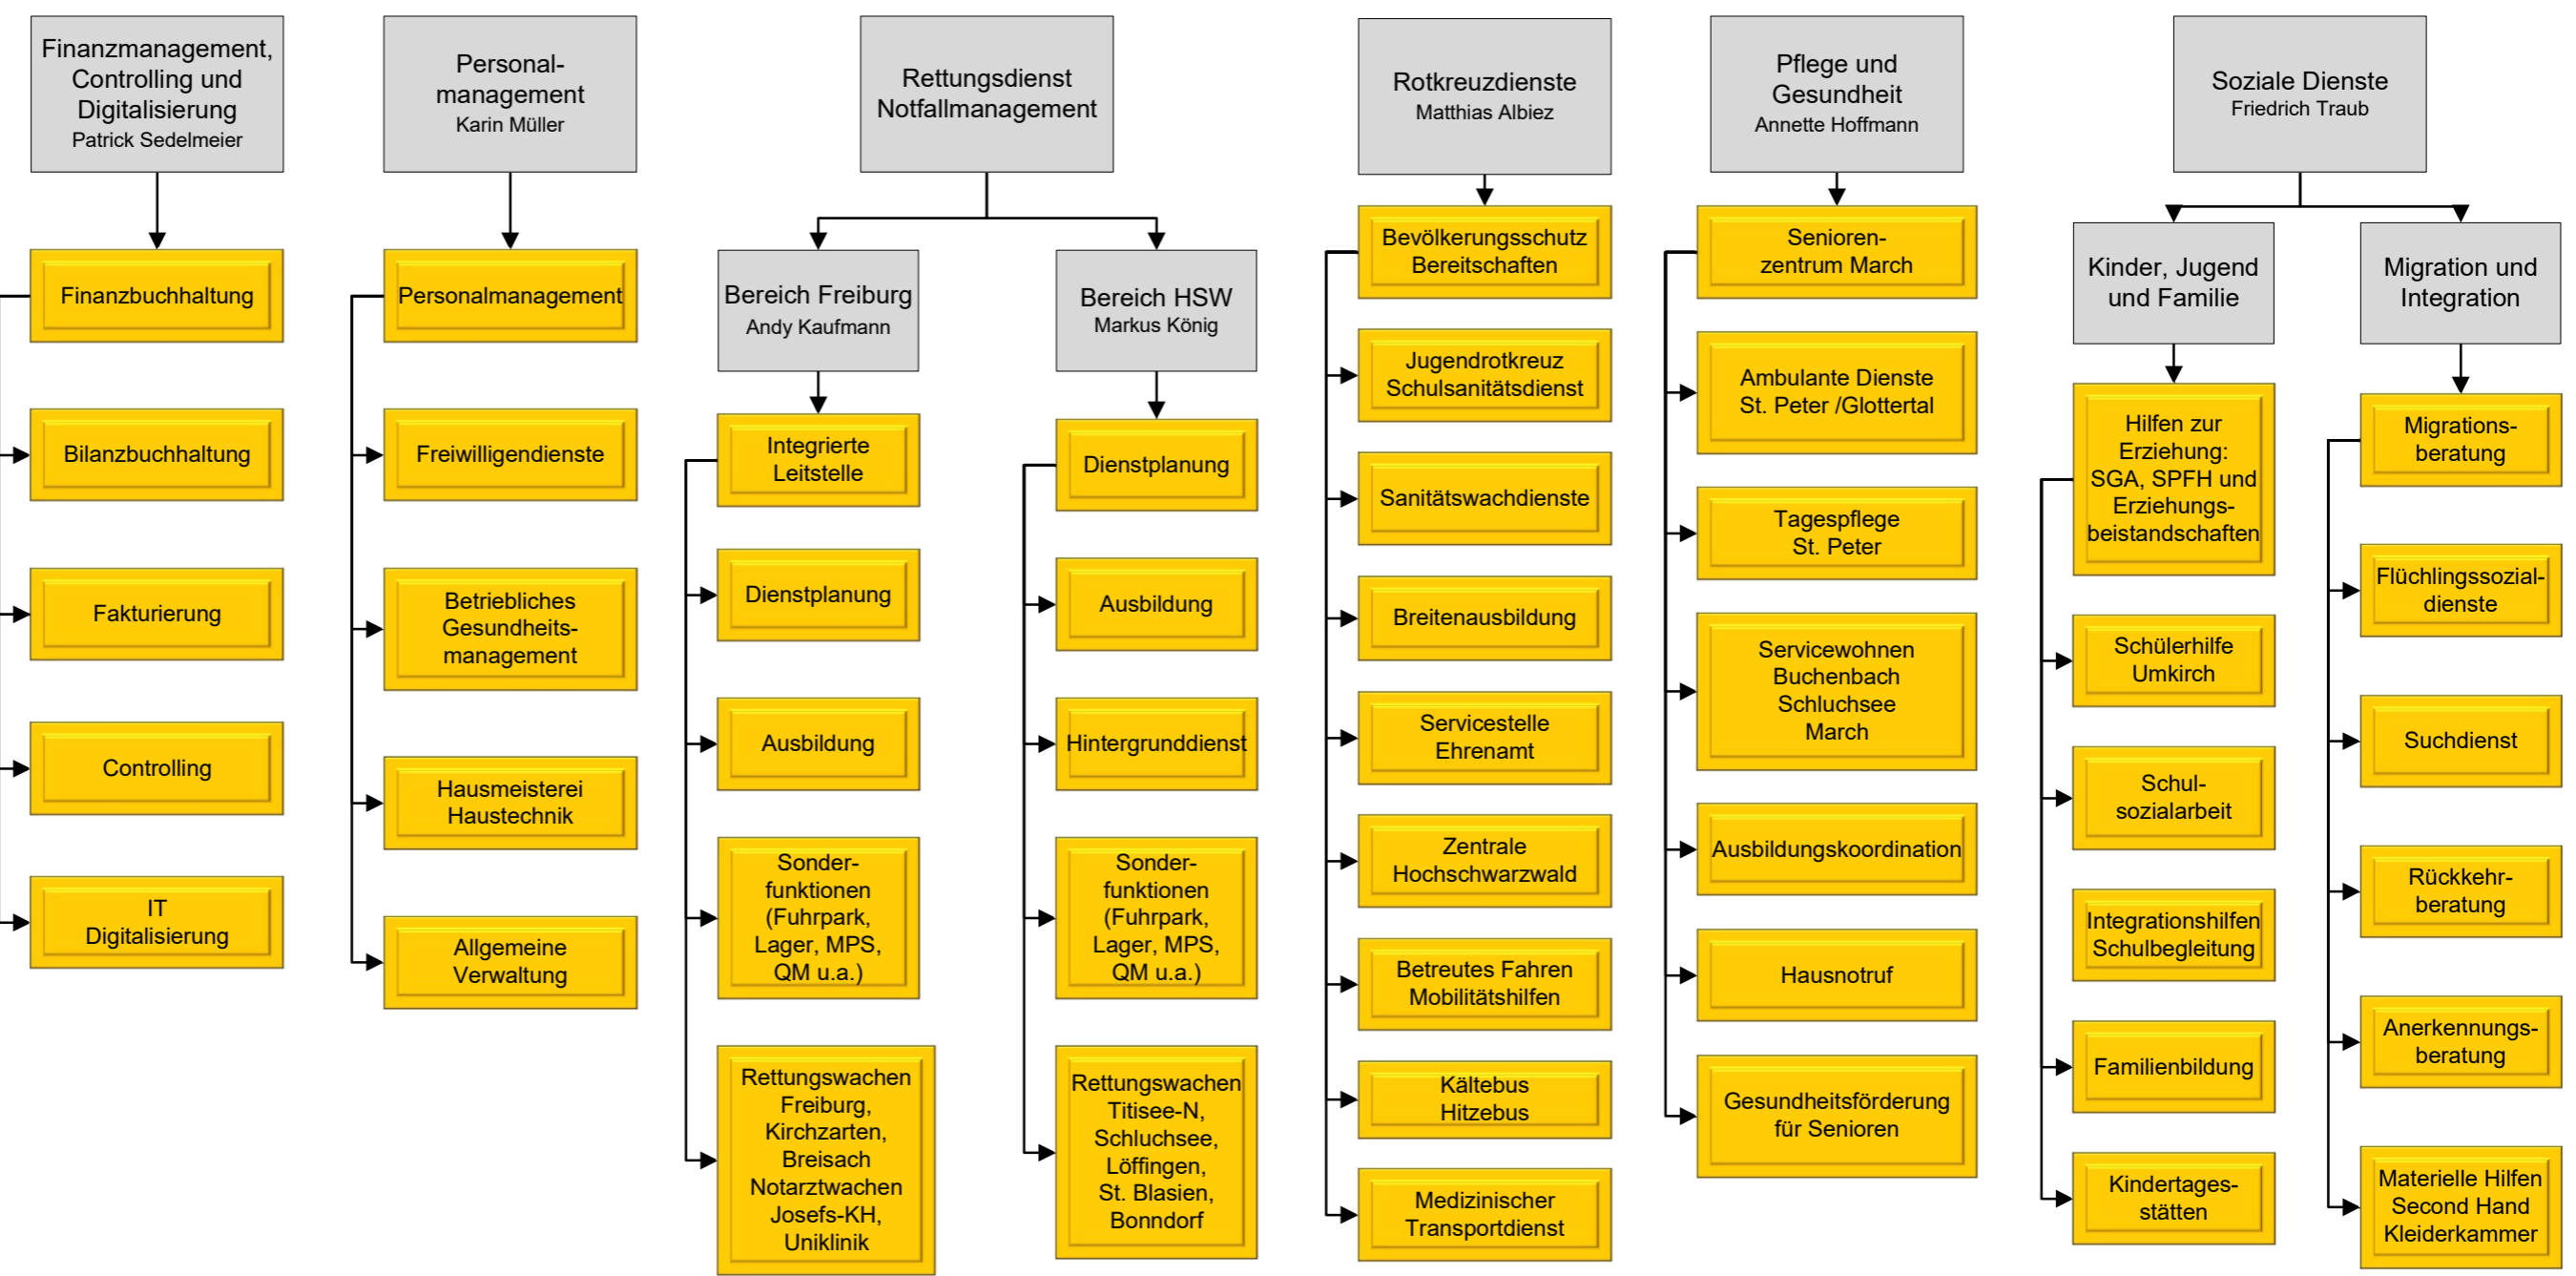 Finanzmanagement,
Controlling und
Digitalisierung
Patrick Sedelmeier
Finanzbuchhaltung
Bilanzbuchhaltung
Fakturierung
Controlling
IT
Digitalisierung
Personal-
management
Karin Müller
Personalmanagement
Freiwilligendienste
Betriebliches
Gesundheits-
management
Hausmeisterei
Haustechnik
Allgemeine
Verwaltung
Rettungsdienst
Notfallmanagement
Bereich Freiburg
Andy Kaufmann
Integrierte
Leitstelle
Dienstplanung
Ausbildung
Sonder-
funktionen
(Fuhrpark,
Lager, MPS,
QM u.a.)
Rettungswachen
Freiburg,
Kirchzarten,
Breisach
Notarztwachen
Josefs-KH,
Uniklinik
Bereich HSW
Markus König
Dienstplanung
Ausbildung
Hintergrunddienst
Sonder-
funktionen
(Fuhrpark,
Lager, MPS,
QM u.a.)
Rettungswachen
Titisee-N,
Schluchsee,
Löffingen,
St. Blasien,
Bonndorf
Rotkreuzdienste
Matthias Albiez
Bevölkerungsschutz
Bereitschaften
Jugendrotkreuz
Schulsanitätsdienst
Sanitätswachdienste
Breitenausbildung
Servicestelle
Ehrenamt
Zentrale
Hochschwarzwald
Betreutes Fahren
Mobilitätshilfen
Kältebus
Hitzebus
Medizinischer
Transportdienst
Pflege und
Gesundheit
Annette Hoffmann
Senioren-
zentrum March
Ambulante Dienste
St. Peter /Glottertal
Tagespflege
St. Peter
Servicewohnen
Buchenbach
Schluchsee
March
Ausbildungskoordination
Hausnotruf
Gesundheitsförderung
für Senioren
Soziale Dienste
Friedrich Traub
Kinder, Jugend
und Familie
Hilfen zur
Erziehung:
SGA, SPFH und
Erziehungs-
beistandschaften
Schülerhilfe
Umkirch
Schul-
sozialarbeit
Integrationshilfen
Schulbegleitung
Familienbildung
Kindertages-
stätten
Migration und
Integration
Migrations-
beratung
Flüchlingssozial-
dienste
Suchdienst
Rückkehr-
beratung
Anerkennungs-
beratung
Materielle Hilfen
Second Hand
Kleiderkammer